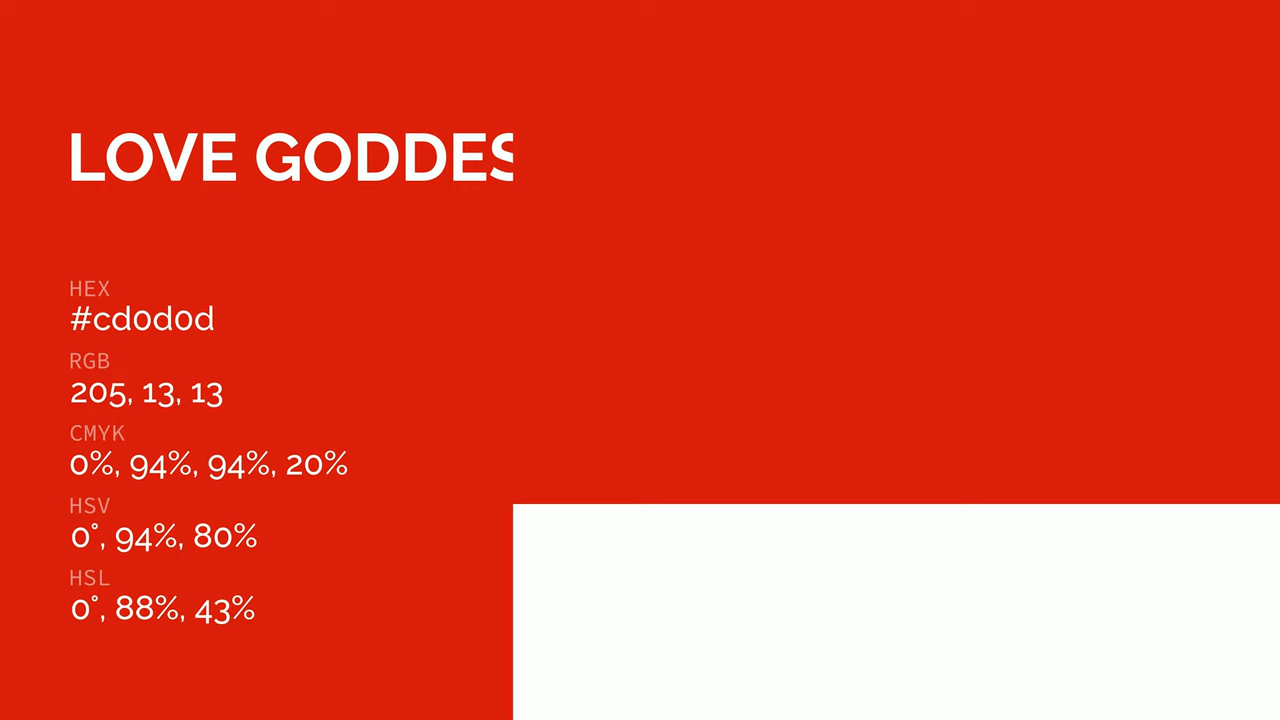 LOVE GODDES
HEX
#cd0d0d
RGB
205, 13, 13
CMYK
0%, 94%, 94%, 20%
HSV
0°, 94%, 80%
HSL
0°, 88%, 43%